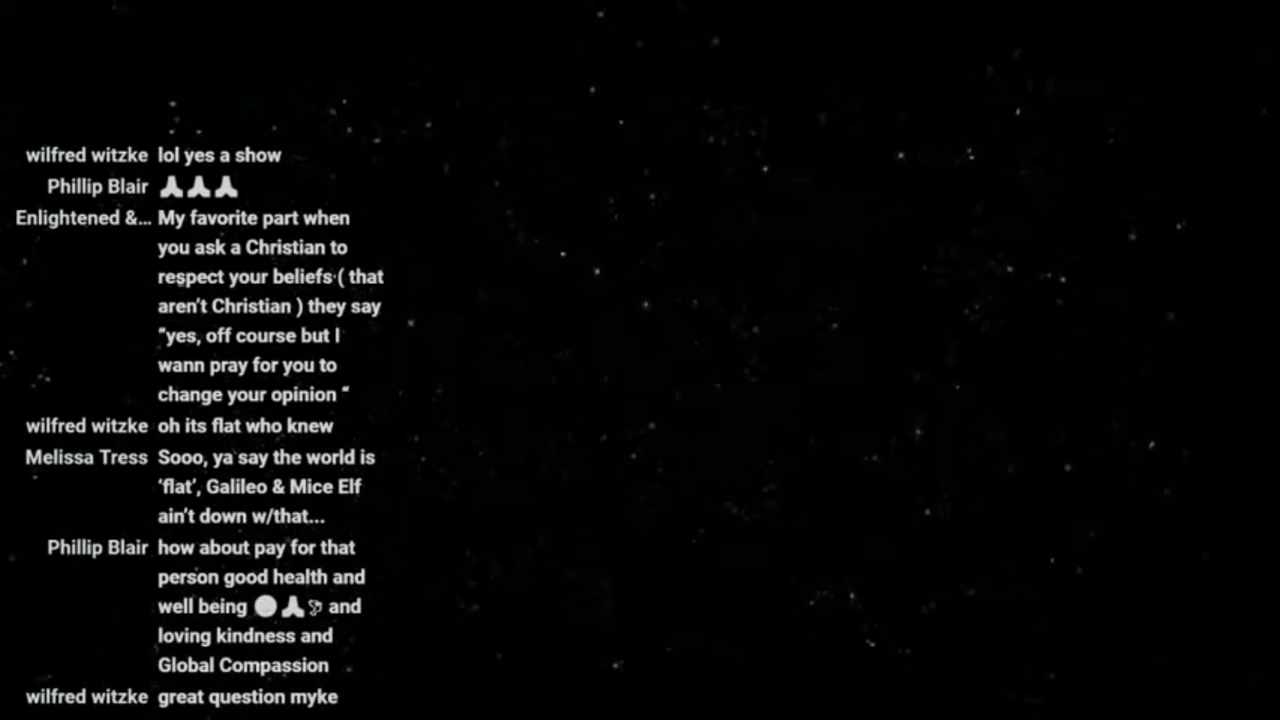 wilfred witzke lol yes a show
Phillip Blair 🙏🙏🙏
Enlightened &... My favorite part when
you ask a Christian to
respect your beliefs ( that
aren't Christian ) they say
“yes, off course but I
wann pray for you to
change your opinion “
wilfred witzke oh its flat who knew
Melissa Tress Sooo, ya say the world is
‘flat’, Galileo & Mice Elf
ain't down w/that...
Phillip Blair how about pay for that
person good health and
well being and
loving kindness and
Global Compassion
wilfred witzke great question myke